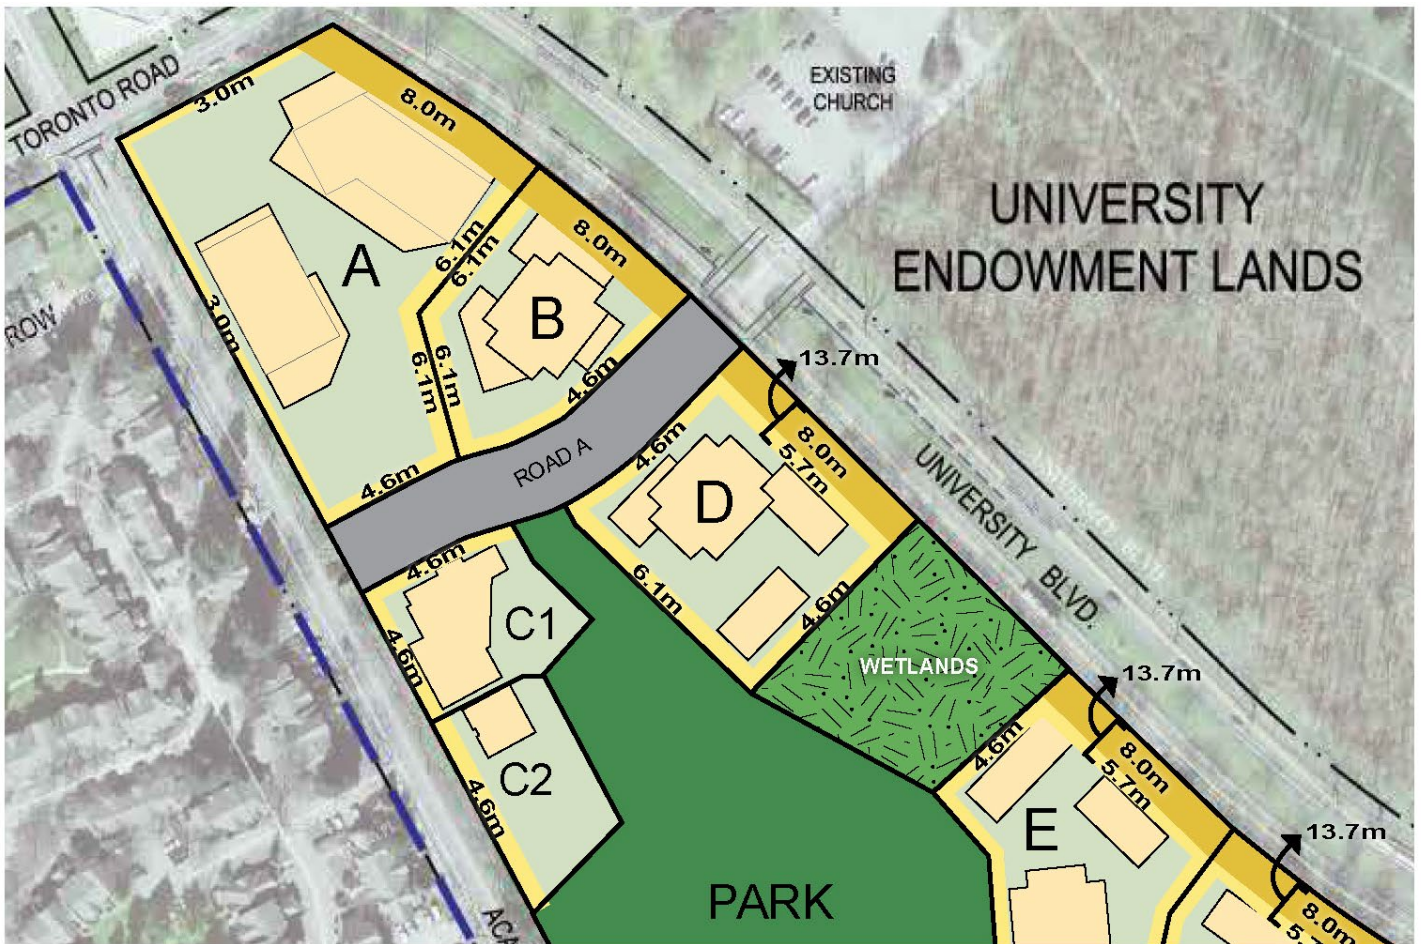 EXISTING
CHURCH
TORONTO ROAD
3.0m
8.0m
UNIVERSITY
ENDOWMENT LANDS
6.1m
6.1m
8.0m
A
B
ROW
3.0m
6.1m
6.1m
4.6m
13.7m
ROAD A
4.6m
4.6m
8.0m
5.7m
UNIVERSITY BLVD.
D
4.6m
C1
6.1m
4.6m
4.6m
WETLANDS
13.7m
4.6m
8.0m
5.7m
C2
4.6m
E
13.7m
PARK
8.0m